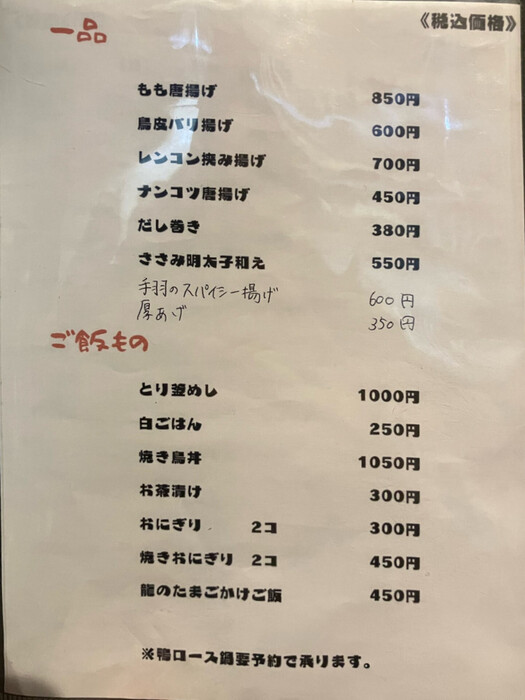 《税込価格》
一品
もも唐揚げ 850円
鳥皮パリ揚げ 600円
レンコン挟み揚げ 700円
ナンコツ唐揚げ 450円
だし巻き 380円
ささみ明太子和え 550円
手羽のスパイシー揚げ 600円
厚あげ 350円
ご飯もの
とり釜めし 1000円
白ごはん 250円
焼き鳥丼 1050円
お茶漬け 300円
おにぎり 2コ 300円
焼きおにぎり 2コ 450円
龍のたまごかけご飯 450円
※鴨ロース鍋要予約で承ります。